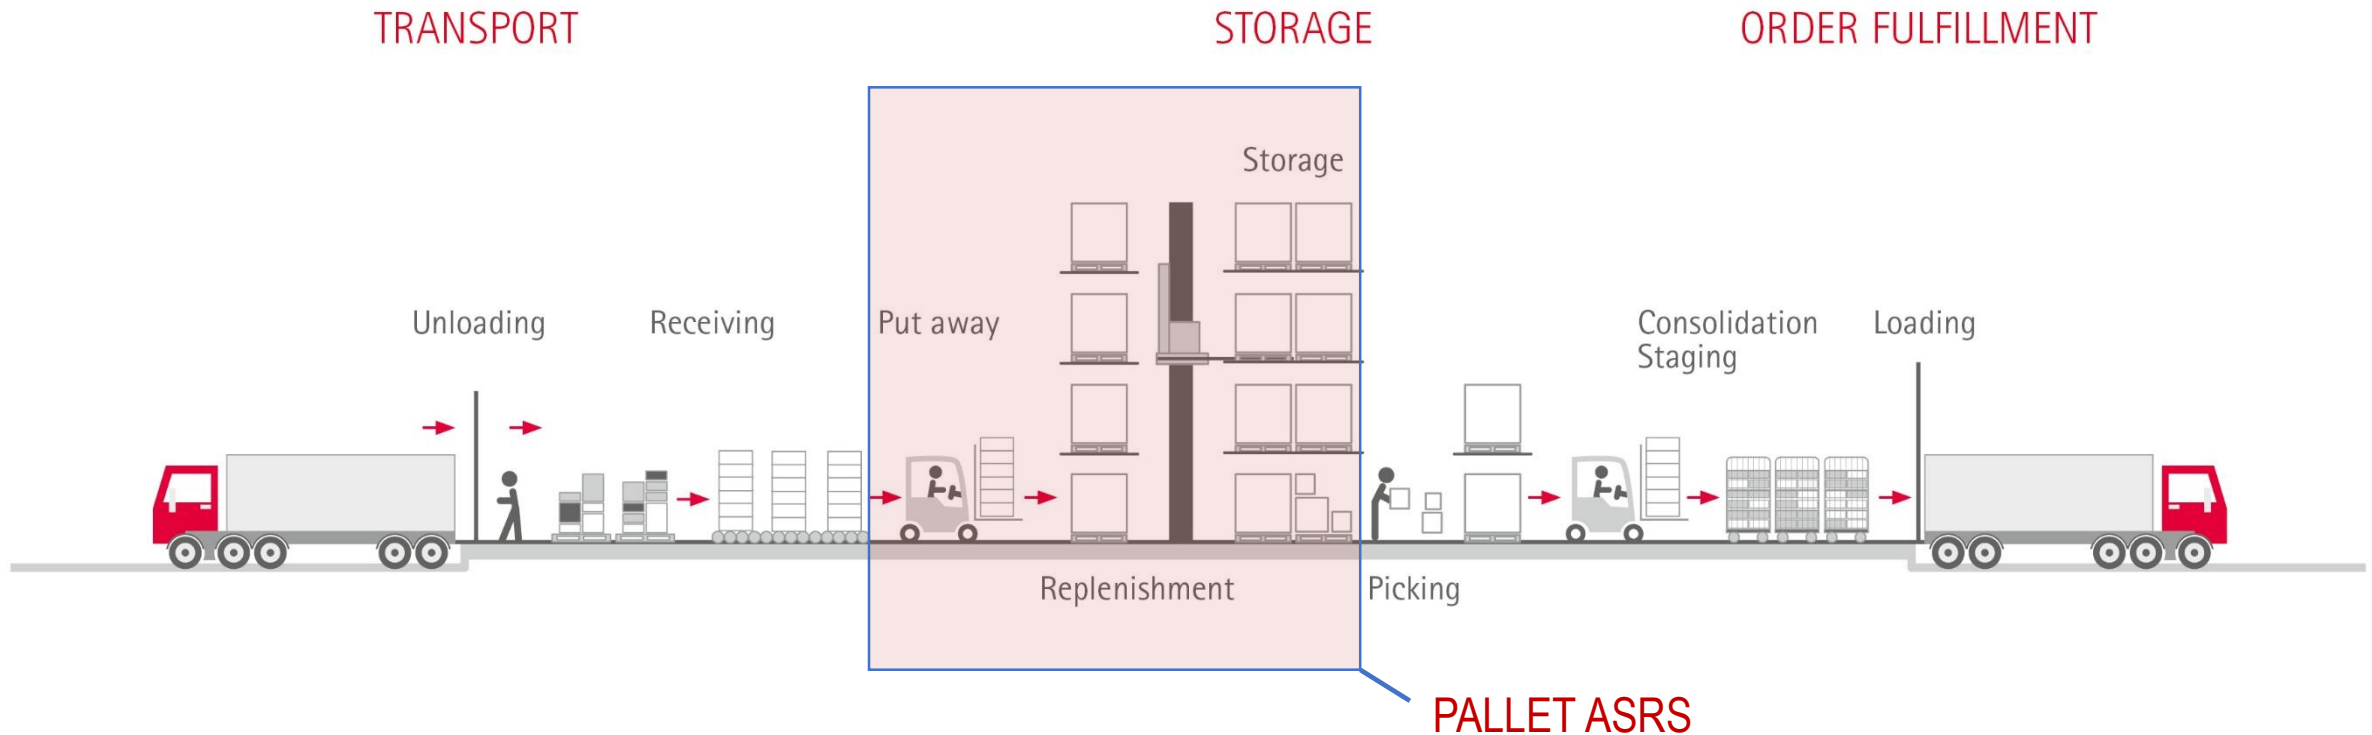 TRANSPORT
STORAGE
ORDER FULFILLMENT
Storage
Unloading
Receiving
Put away
Consolidation
Staging
Loading
Replenishment
Picking
PALLET ASRS